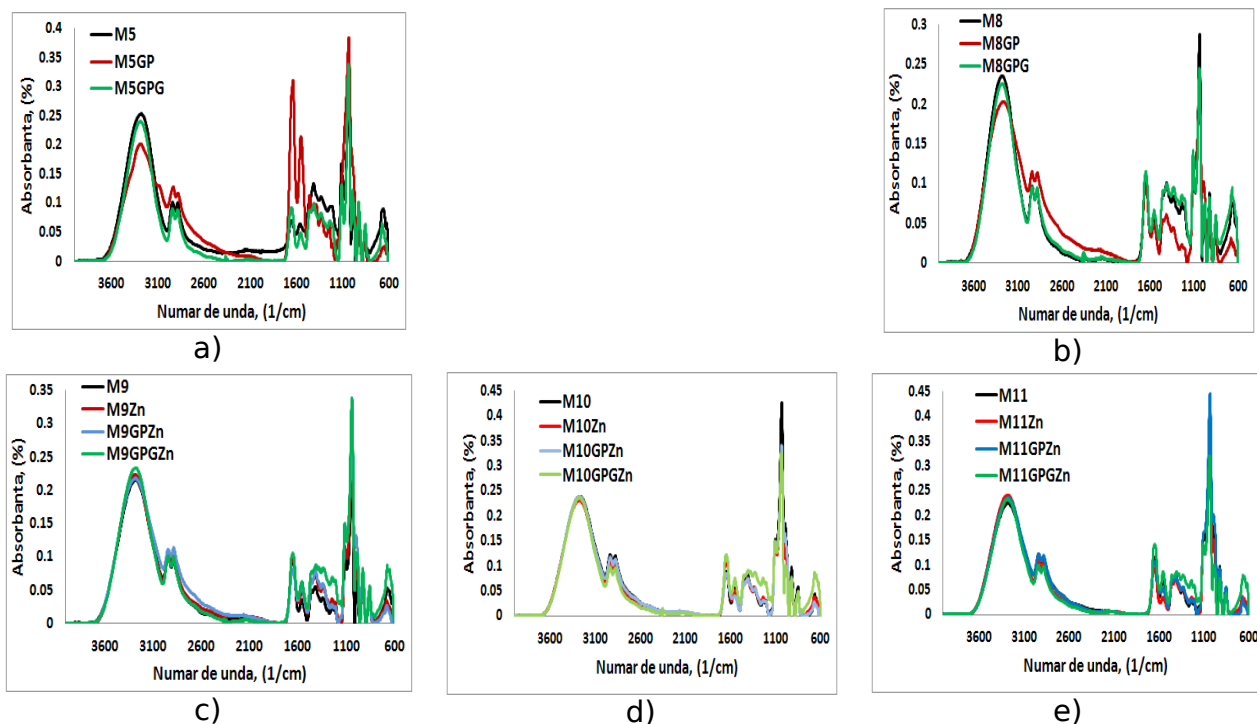 M5
M5GP
M5GPG
0.4
0.35
0.3
0.25
0.2
0.15
0.1
0.05
0
Absorbanta, (%)
3600 3100 2600 2100 1600 1100 600
Numar de unda, (1/cm)
a)
M8
M8GP
M8GPG
0.3
0.25
0.2
0.15
0.1
0.05
0
Absorbanta, (%)
3600 3100 2600 2100 1600 1100 600
Numar de unda, (1/cm)
b)
M9
M9Zn
M9GPZn
M9GPGZn
0.35
0.3
0.25
0.2
0.15
0.1
0.05
0
Absorbanta, (%)
3600 3100 2600 2100 1600 1100 600
Numar de unda, (1/cm)
c)
M10
M10Zn
M10GPZn
M10GPGZn
0.45
0.4
0.35
0.3
0.25
0.2
0.15
0.1
0.05
0
Absorbanta, (%)
3600 3100 2600 2100 1600 1100 600
Numar de unda, (1/cm)
d)
M11
M11Zn
M11GPZn
M11GPGZn
0.45
0.4
0.35
0.3
0.25
0.2
0.15
0.1
0.05
0
Absorbanta, (%)
3600 3100 2600 2100 1600 1100 600
Numar de unda, (1/cm)
e)